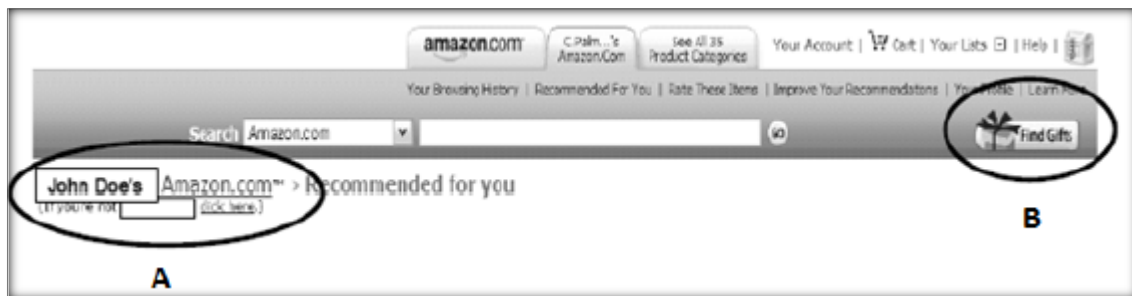 amazon.com C.Palm...'s Amazon.Com See All 35 Product Categories Your Account | Cart | Your Lists | Help |
Your Browsing History | Recommended For You | Rate These Items | Improve Your Recommendations | Your Profile | Learn More
Search Amazon.com GO Find Gifts
John Doe's Amazon.com™ > Recommended for you
(If you're not click here.)
A
B